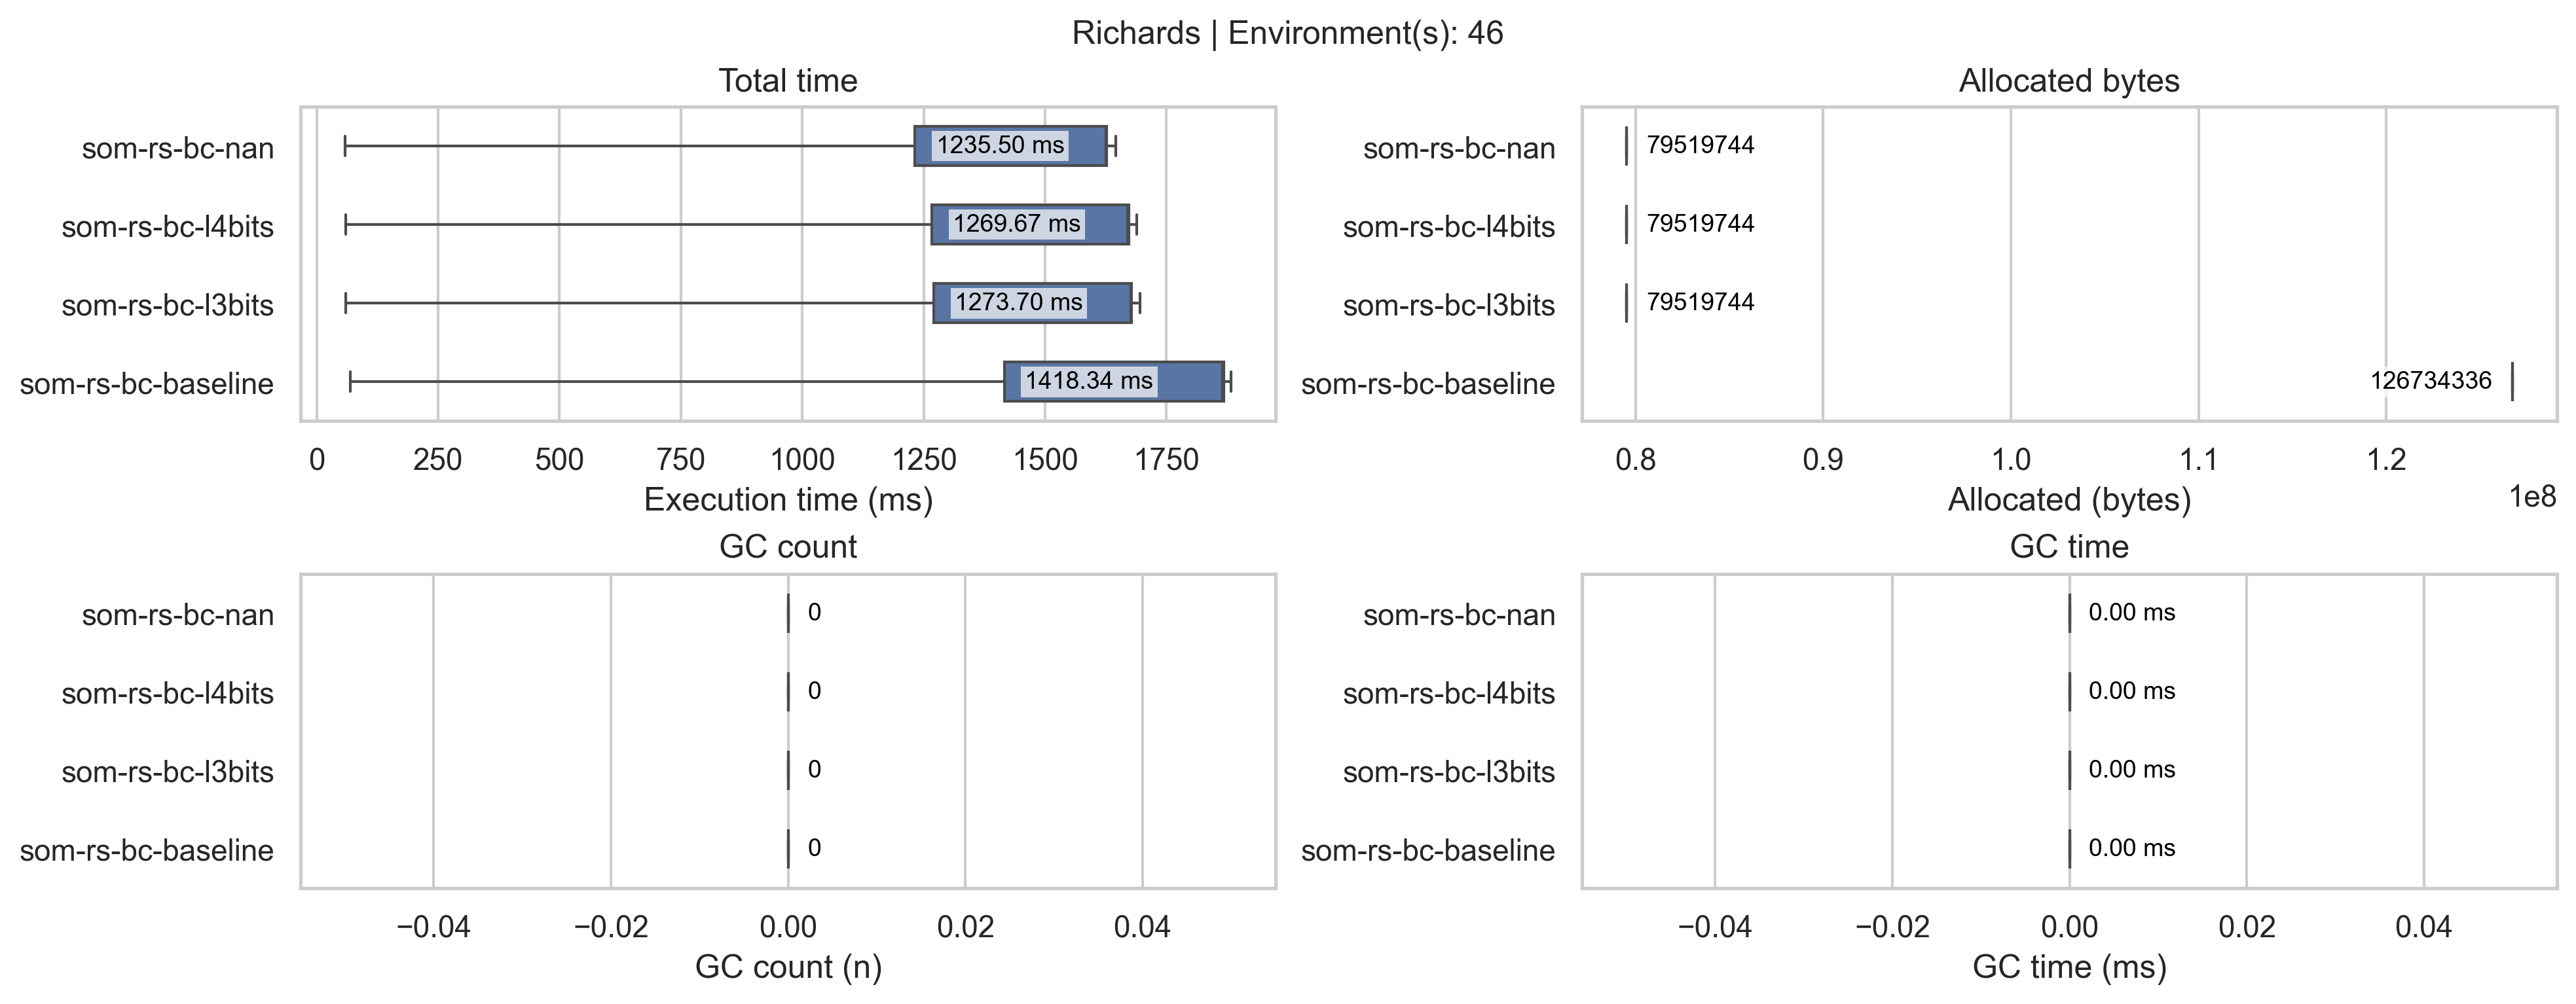 Richards | Environment(s): 46
Total time
som-rs-bc-nan
1235.50 ms
som-rs-bc-l4bits
1269.67 ms
som-rs-bc-l3bits
1273.70 ms
som-rs-bc-baseline
1418.34 ms
0 250 500 750 1000 1250 1500 1750
Execution time (ms)
Allocated bytes
som-rs-bc-nan
79519744
som-rs-bc-l4bits
79519744
som-rs-bc-l3bits
79519744
som-rs-bc-baseline
126734336
0.8 0.9 1.0 1.1 1.2
1e8
Allocated (bytes)
GC count
som-rs-bc-nan
0
som-rs-bc-l4bits
0
som-rs-bc-l3bits
0
som-rs-bc-baseline
0
−0.04 −0.02 0.00 0.02 0.04
GC count (n)
GC time
som-rs-bc-nan
0.00 ms
som-rs-bc-l4bits
0.00 ms
som-rs-bc-l3bits
0.00 ms
som-rs-bc-baseline
0.00 ms
−0.04 −0.02 0.00 0.02 0.04
GC time (ms)